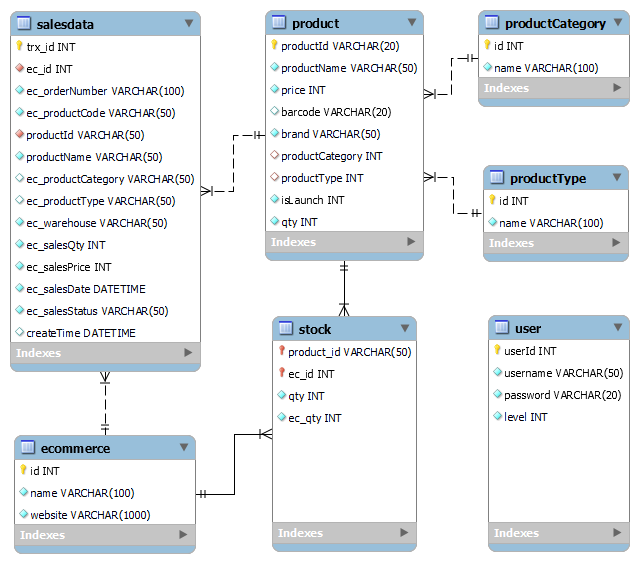 salesdata
trx_id INT
ec_id INT
ec_orderNumber VARCHAR(100)
ec_productCode VARCHAR(50)
productId VARCHAR(50)
productName VARCHAR(50)
ec_productCategory VARCHAR(50)
ec_productType VARCHAR(50)
ec_warehouse VARCHAR(50)
ec_salesQty INT
ec_salesPrice INT
ec_salesDate DATETIME
ec_salesStatus VARCHAR(50)
createTime DATETIME
Indexes
product
productId VARCHAR(20)
productName VARCHAR(50)
price INT
barcode VARCHAR(20)
brand VARCHAR(50)
productCategory INT
productType INT
isLaunch INT
qty INT
Indexes
productCategory
id INT
name VARCHAR(100)
Indexes
productType
id INT
name VARCHAR(100)
Indexes
stock
product_id VARCHAR(50)
ec_id INT
qty INT
ec_qty INT
Indexes
user
userId INT
username VARCHAR(50)
password VARCHAR(20)
level INT
Indexes
ecommerce
id INT
name VARCHAR(100)
website VARCHAR(1000)
Indexes